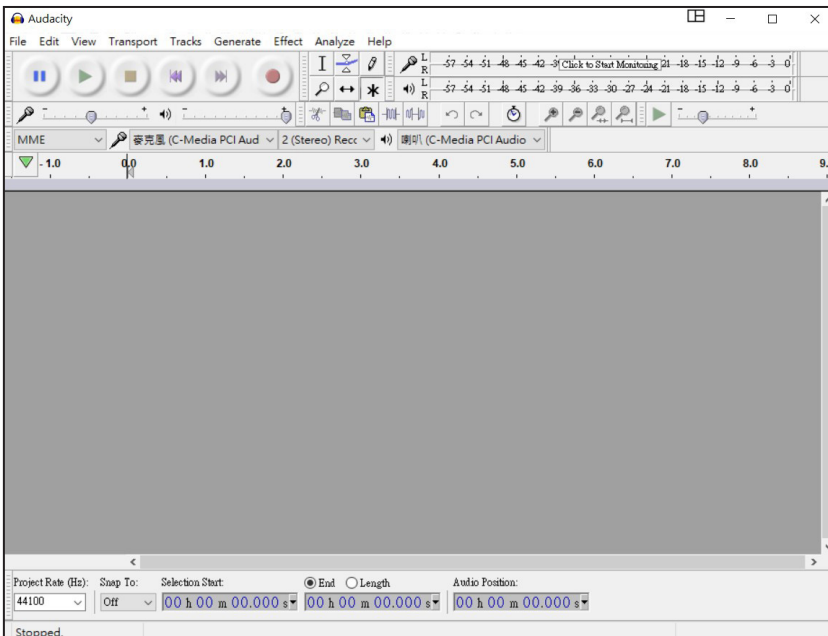 Audacity
File Edit View Transport Tracks Generate Effect Analyze Help
L
R
-57 -54 -51 -48 -45 -42 -3 Click to Start Monitoring 21 -18 -15 -12 -9 -6 -3 0
L
R
-57 -54 -51 -48 -45 -42 -39 -36 -33 -30 -27 -24 -21 -18 -15 -12 -9 -6 -3 0
MME 麥克風 (C-Media PCI Aud 2 (Stereo) Recc 喇叭 (C-Media PCI Audio
- 1.0 0.0 1.0 2.0 3.0 4.0 5.0 6.0 7.0 8.0 9.
Project Rate (Hz): Snap To: Selection Start: End Length Audio Position:
44100 Off 00 h 00 m 00.000 s 00 h 00 m 00.000 s 00 h 00 m 00.000 s
Stopped.